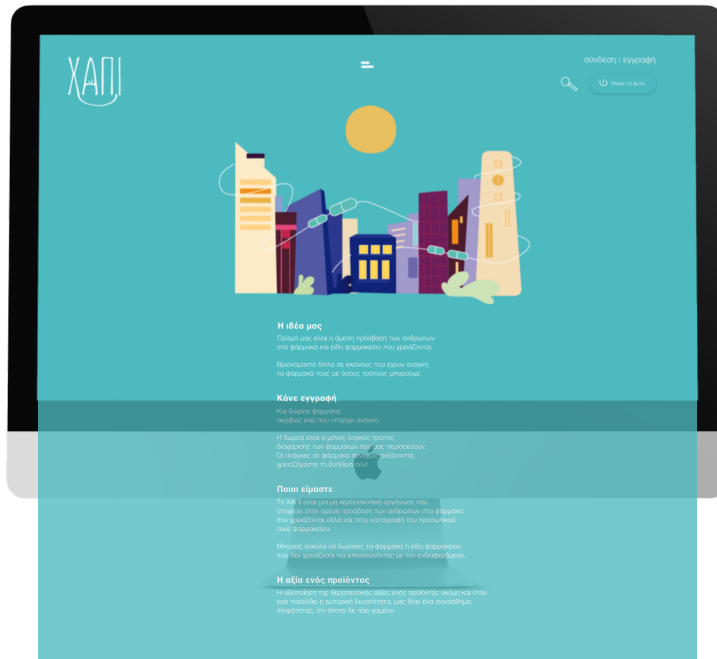 ΧΑΠΙ
σύνδεση / εγγραφή
Κλείσε το φως
Η ιδέα μας
Όραμά μας είναι η άμεση πρόσβαση των ανθρώπων
στα φάρμακα και είδη φαρμακείου που χρειάζονται.
Βρισκόμαστε δίπλα σε εκείνους που έχουν ανάγκη
τα φάρμακά τους με όσους τρόπους μπορούμε.
Κάνε εγγραφή
Και δώρισε φάρμακα
ακριβώς εκεί που υπάρχει ανάγκη.
Η δωρεά είναι ο μόνος λογικός τρόπος
διαχείρισης των φαρμάκων που μας περισσεύουν.
Οι ανάγκες σε φάρμακα συνεχώς αυξάνονται,
χρειαζόμαστε τη βοήθειά σου!
Ποιοι είμαστε
Το ΧΑΠΙ είναι μια μη κερδοσκοπική οργάνωση που
στοχεύει στην άμεση πρόσβαση των ανθρώπων στα φάρμακα
που χρειάζονται αλλά και στην καταγραφή του προσωπικού
τους φαρμακείου.
Μπορείς εύκολα να δωρίσεις τα φάρμακα ή είδη φαρμακείου
που δεν χρειάζεσαι πια επικοινωνώντας με τον ενδιαφερόμενο.
Η αξία ενός προϊόντος
Η αξιοποίηση της θεραπευτικής αξίας ενός προϊόντος ακόμη και όταν
έχει παρέλθει η εμπορική δυνατότητα, μας δίνει ένα συναίσθημα
πληρότητας, ότι τίποτα δε πάει χαμένο.